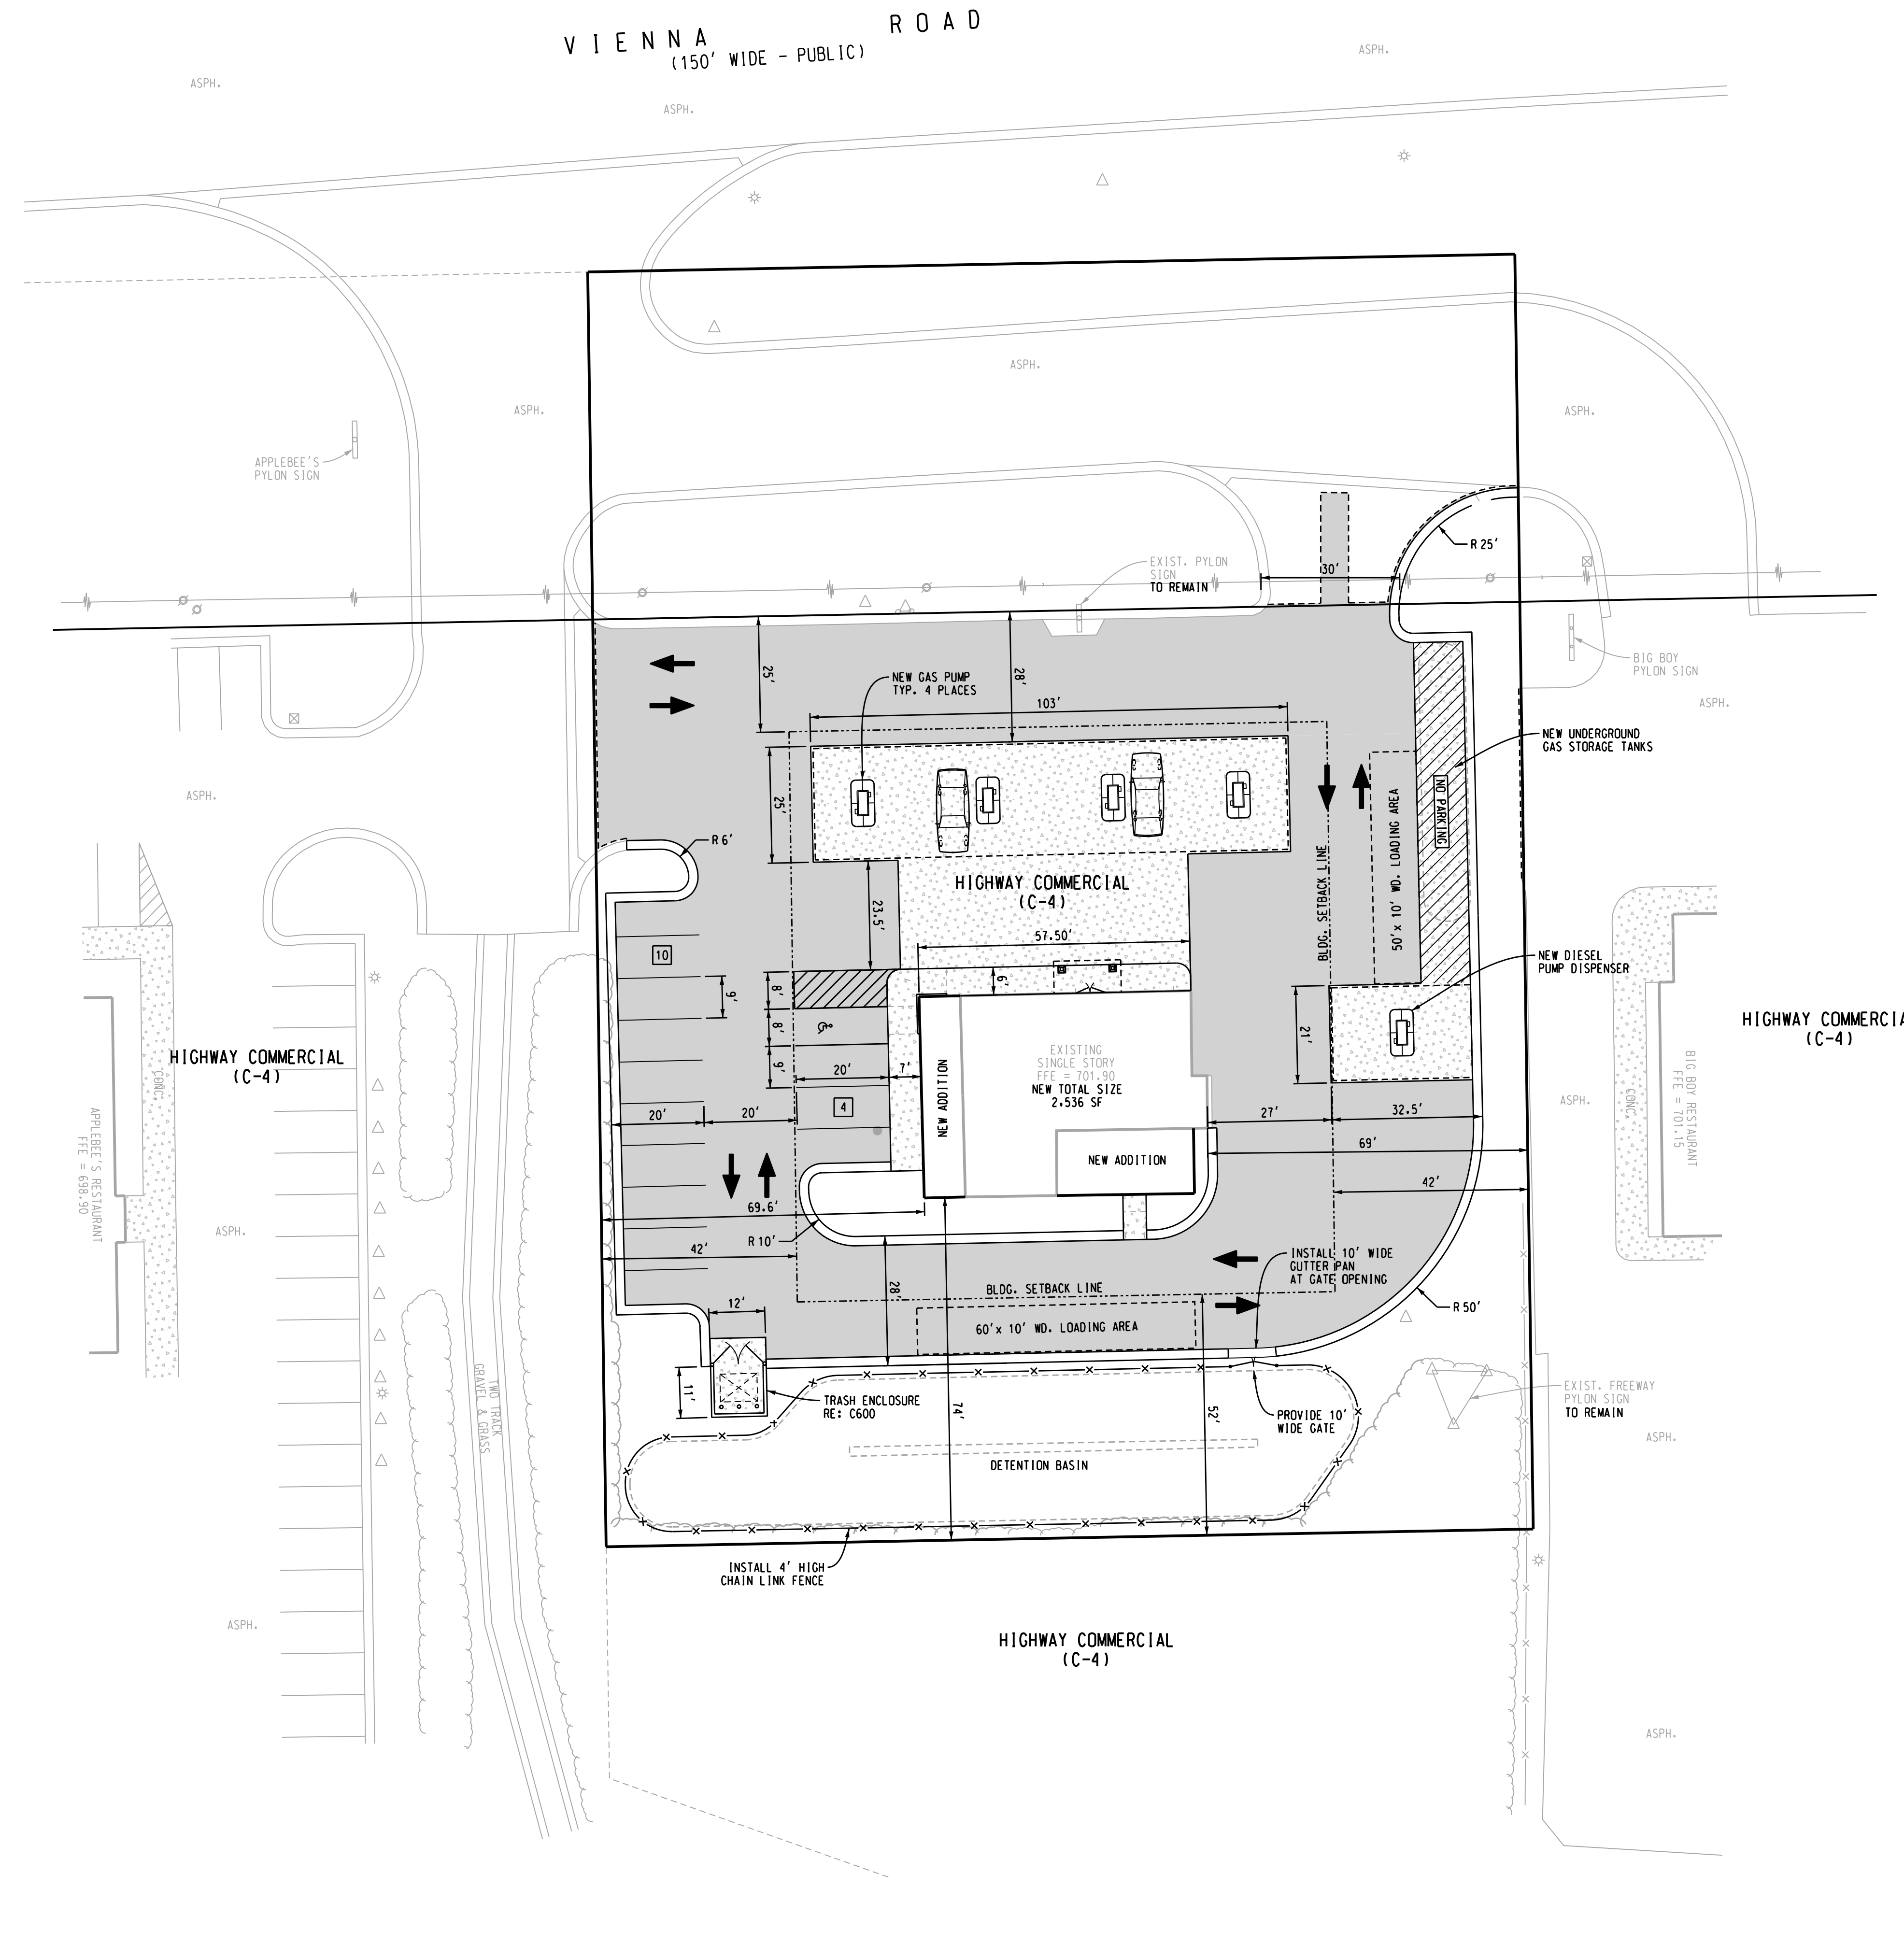 VIENNA ROAD
(150' WIDE - PUBLIC)
ASPH.
ASPH.
ASPH.
ASPH.
ASPH.
ASPH.
APPLEBEE'S
PYLON SIGN
R 25'
EXIST. PYLON
SIGN
TO REMAIN
30'
BIG BOY
PYLON SIGN
ASPH.
25'
28'
NEW GAS PUMP
TYP. 4 PLACES
103'
NEW UNDERGROUND
GAS STORAGE TANKS
ASPH.
25'
NO PARKING
50' x 10' WD. LOADING AREA
BLDG. SETBACK LINE
R 6'
HIGHWAY COMMERCIAL
(C-4)
23.5'
57.50'
10
NEW DIESEL
PUMP DISPENSER
6'
8'
9'
8'
21'
HIGHWAY COMMERCIA
(C-4)
HIGHWAY COMMERCIAL
(C-4)
CONC.
EXISTING
SINGLE STORY
FFE = 701.90
NEW TOTAL SIZE
2,536 SF
NEW ADDITION
9'
20'
7'
4
BIG BOY RESTAURANT
FFE = 701.15
CONC.
ASPH.
20'
20'
27'
32.5'
APPLEBEE'S RESTAURANT
FFE = 698.90
69'
NEW ADDITION
42'
69.6'
ASPH.
R 10'
42'
INSTALL 10' WIDE
GUTTER PAN
AT GATE OPENING
28'
BLDG. SETBACK LINE
12'
R 50'
60' x 10' WD. LOADING AREA
11'
TRASH ENCLOSURE
RE: C600
TWO TRACK
GRAVEL & GRASS
74'
52'
PROVIDE 10'
WIDE GATE
EXIST. FREEWAY
PYLON SIGN
TO REMAIN
ASPH.
DETENTION BASIN
INSTALL 4' HIGH
CHAIN LINK FENCE
ASPH.
HIGHWAY COMMERCIAL
(C-4)
ASPH.